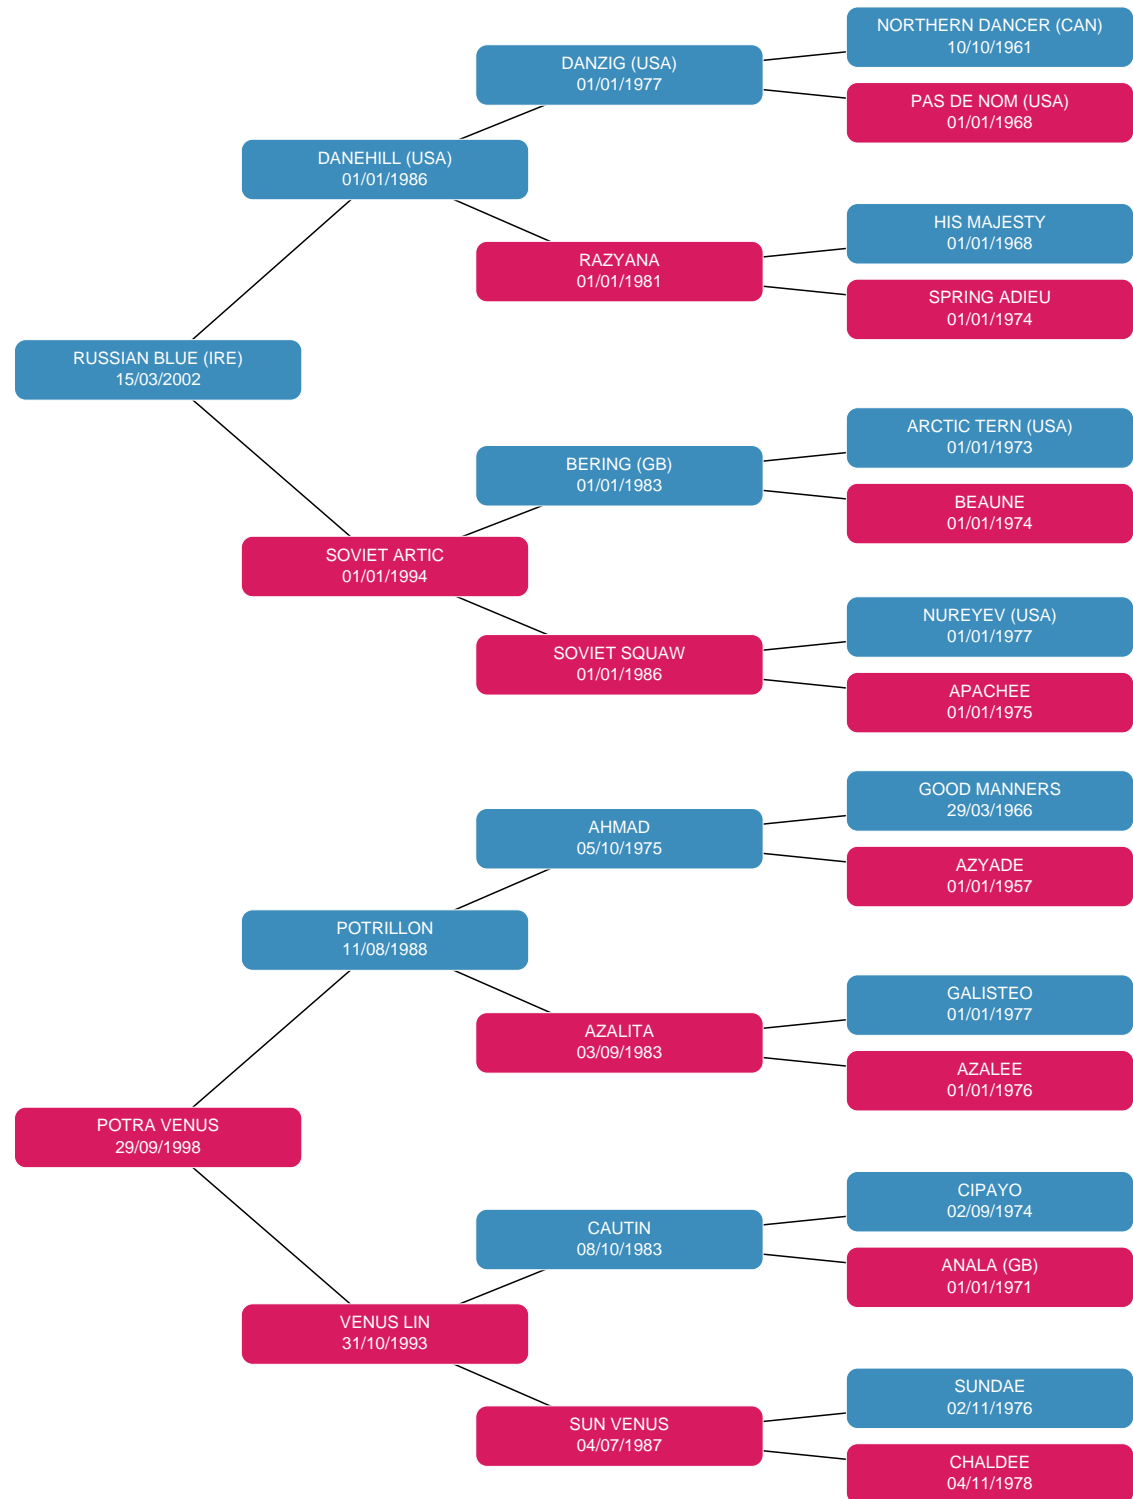 NORTHERN DANCER (CAN)
10/10/1961
DANZIG (USA)
01/01/1977
PAS DE NOM (USA)
01/01/1968
DANEHILL (USA)
01/01/1986
HIS MAJESTY
01/01/1968
RAZYANA
01/01/1981
SPRING ADIEU
01/01/1974
RUSSIAN BLUE (IRE)
15/03/2002
ARCTIC TERN (USA)
01/01/1973
BERING (GB)
01/01/1983
BEAUNE
01/01/1974
SOVIET ARTIC
01/01/1994
NUREYEV (USA)
01/01/1977
SOVIET SQUAW
01/01/1986
APACHEE
01/01/1975
GOOD MANNERS
29/03/1966
AHMAD
05/10/1975
AZYADE
01/01/1957
POTRILLON
11/08/1988
GALISTEO
01/01/1977
AZALITA
03/09/1983
AZALEE
01/01/1976
POTRA VENUS
29/09/1998
CIPAYO
02/09/1974
CAUTIN
08/10/1983
ANALA (GB)
01/01/1971
VENUS LIN
31/10/1993
SUNDAE
02/11/1976
SUN VENUS
04/07/1987
CHALDEE
04/11/1978